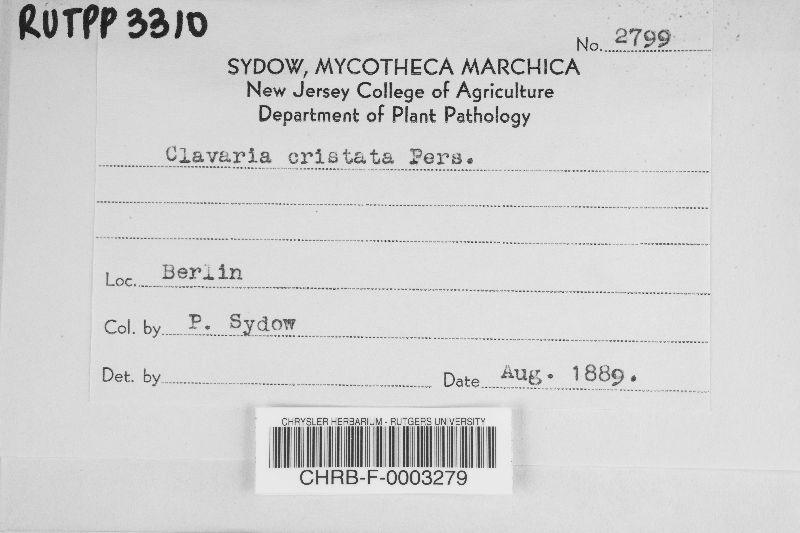 RUTPP 3310
No. 2799
SYDOW, MYCOTHECA MARCHICA
New Jersey College of Agriculture
Department of Plant Pathology
Clavaria cristata Pers.
Loc. Berlin
Col. by P. Sydow
Det. by
Date Aug. 1889.
CHRYSLER HERBARIUM - RUTGERS UNIVERSITY
CHRB-F-0003279